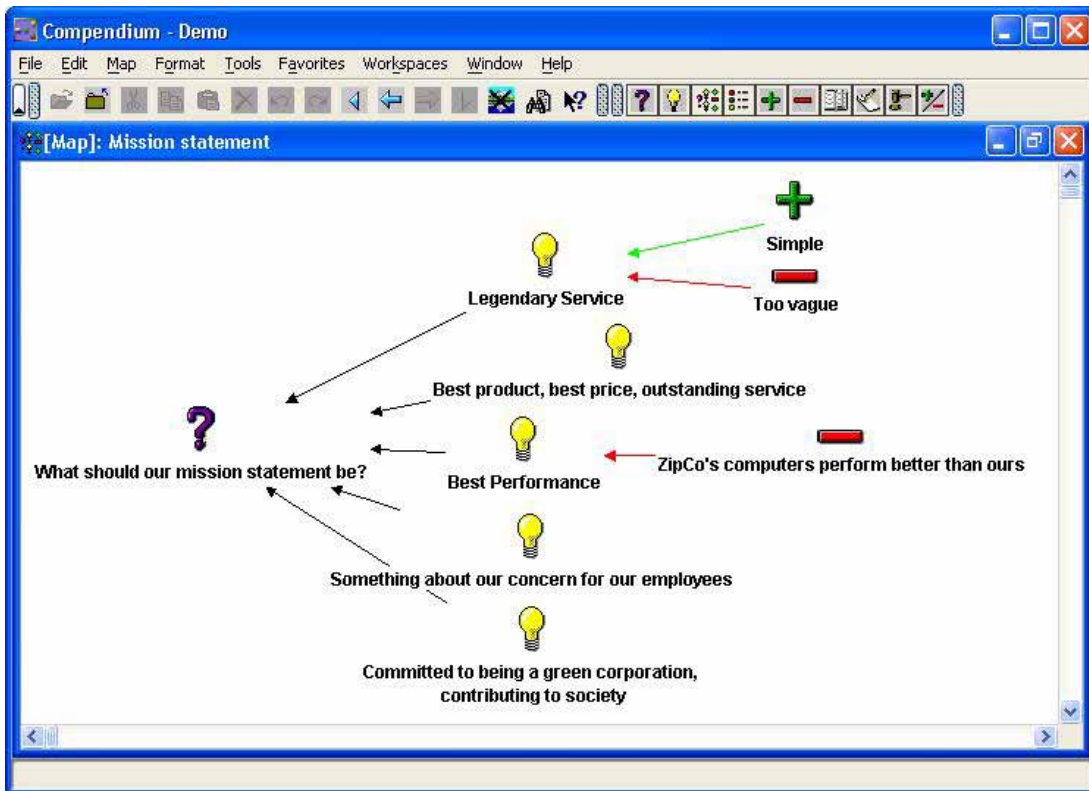 Compendium - Demo
File Edit Map Format Tools Favorites Workspaces Window Help
[Map]: Mission statement
Simple
Legendary Service
Too vague
Best product, best price, outstanding service
What should our mission statement be?
Best Performance
ZipCo's computers perform better than ours
Something about our concern for our employees
Committed to being a green corporation,
contributing to society